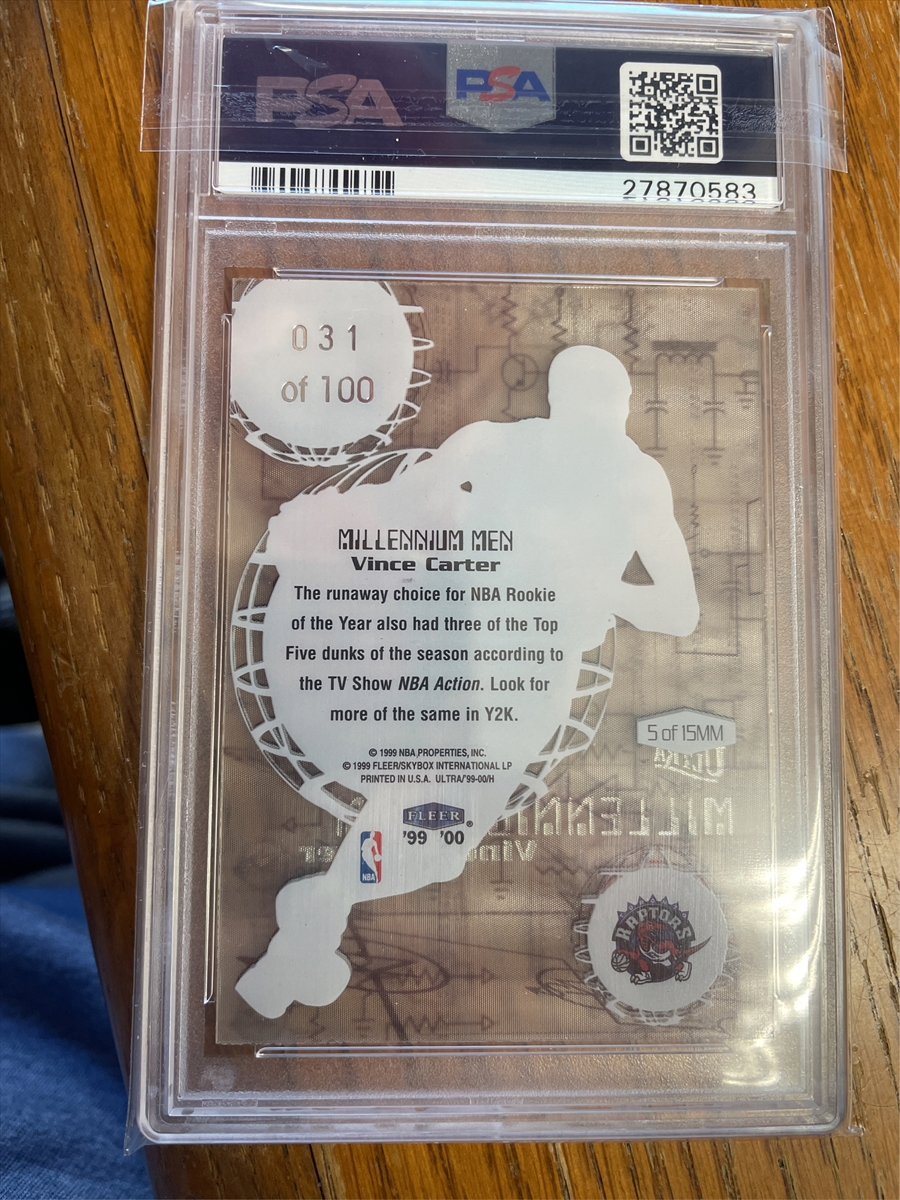 PSA
PSA
27870583
031
of 100
MILLENNIUM MEN
Vince Carter
The runaway choice for NBA Rookie
of the Year also had three of the Top
Five dunks of the season according to
the TV Show NBA Action. Look for
more of the same in Y2K.
© 1999 NBA PROPERTIES, INC.
© 1999 FLEER/SKYBOX INTERNATIONAL LP
PRINTED IN U.S.A. ULTRA/'99-00/H
5 of 15MM
FLEER
'99 '00
NBA
RAPTORS